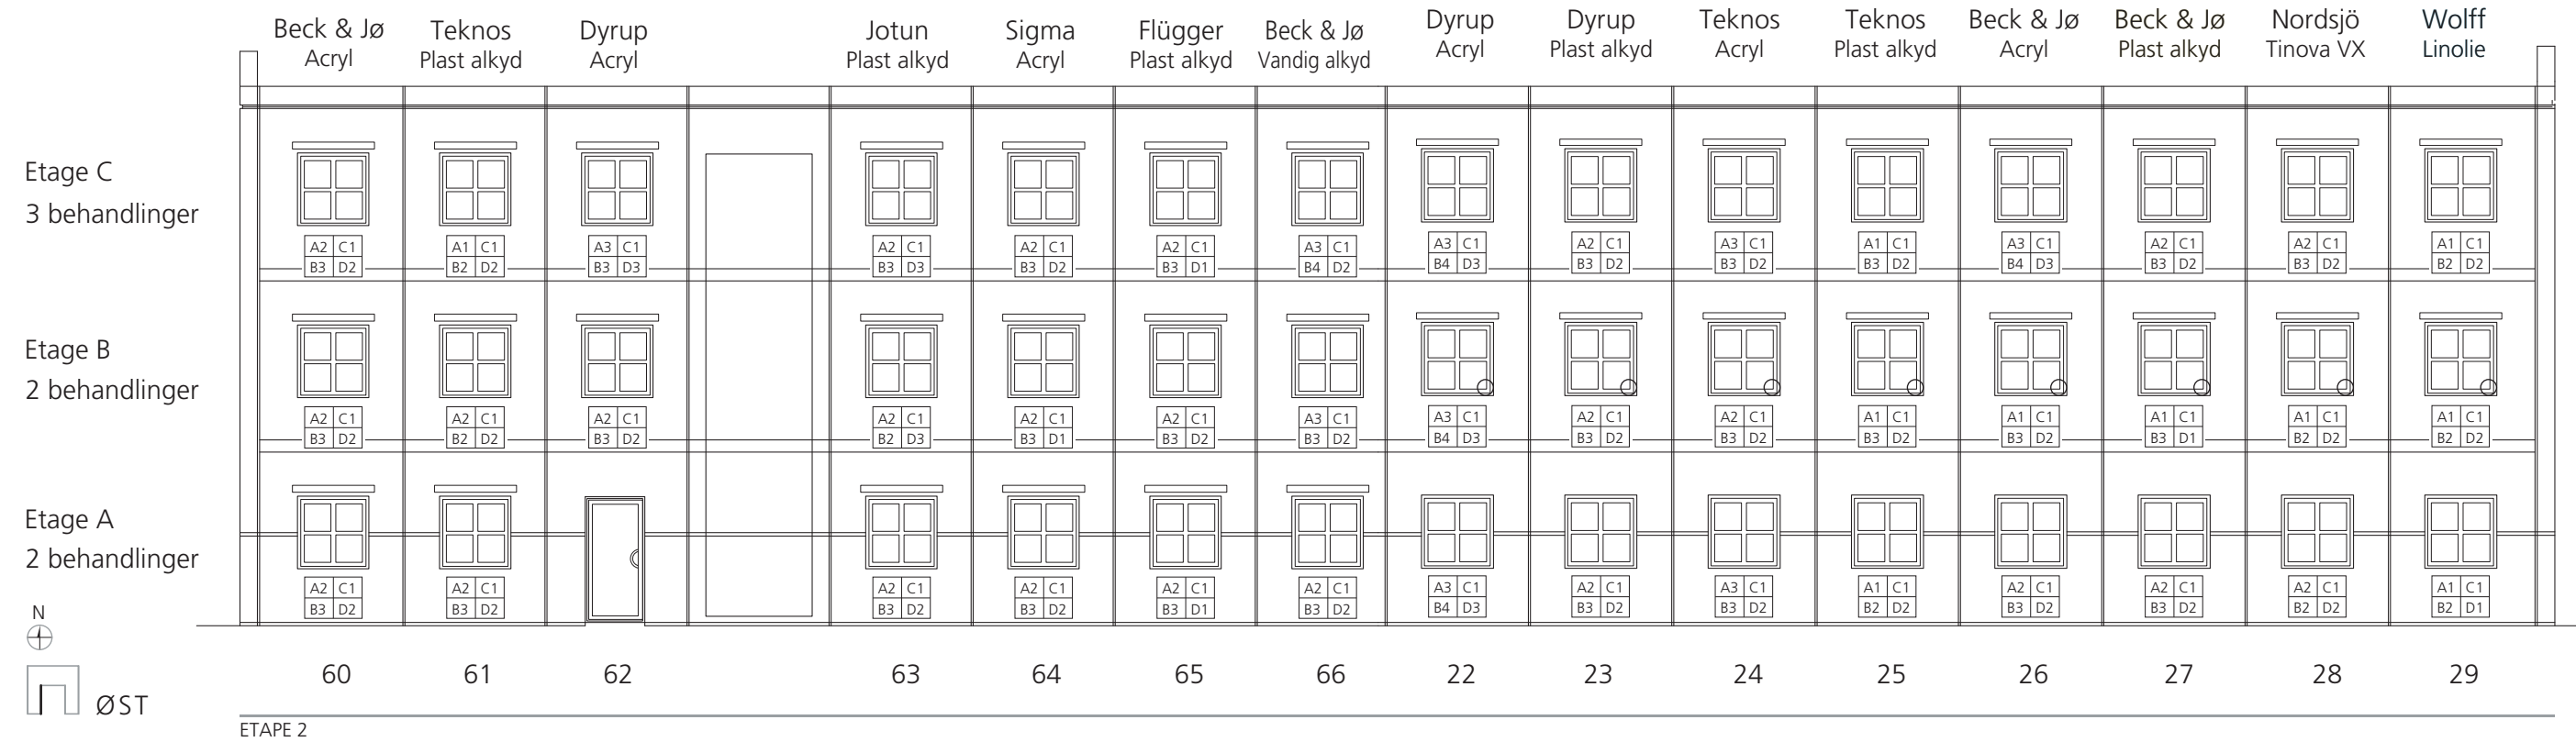 Beck & Jø Teknos Dyrup Jotun Sigma Flügger Beck & Jø Dyrup Dyrup Teknos Teknos Beck & Jø Beck & Jø Nordsjö Wolff
Acryl Plast alkyd Acryl Plast alkyd Acryl Plast alkyd Vandig alkyd Acryl Plast alkyd Acryl Plast alkyd Acryl Plast alkyd Tinova VX Linolie
Etage C
3 behandlinger
A2 C1 A1 C1 A3 C1 A2 C1 A2 C1 A2 C1 A3 C1 A3 C1 A2 C1 A3 C1 A1 C1 A3 C1 A2 C1 A2 C1 A1 C1
B3 D2 B2 D2 B3 D3 B3 D3 B3 D2 B3 D1 B4 D2 B4 D3 B3 D2 B3 D2 B3 D2 B4 D3 B3 D2 B3 D2 B2 D2
Etage B
2 behandlinger
A2 C1 A2 C1 A2 C1 A2 C1 A2 C1 A2 C1 A3 C1 A3 C1 A2 C1 A2 C1 A1 C1 A1 C1 A1 C1 A1 C1 A1 C1
B3 D2 B2 D2 B3 D2 B2 D3 B3 D1 B3 D2 B3 D2 B4 D3 B3 D2 B3 D2 B3 D2 B3 D2 B3 D1 B2 D2 B2 D2
Etage A
2 behandlinger
A2 C1 A2 C1 A2 C1 A2 C1 A2 C1 A2 C1 A3 C1 A2 C1 A3 C1 A1 C1 A2 C1 A2 C1 A2 C1 A1 C1
B3 D2 B3 D2 B3 D2 B3 D2 B3 D1 B3 D2 B4 D3 B3 D2 B3 D2 B2 D2 B3 D2 B3 D2 B2 D2 B2 D1
N
60 61 62 63 64 65 66 22 23 24 25 26 27 28 29
ØST
ETAPE 2